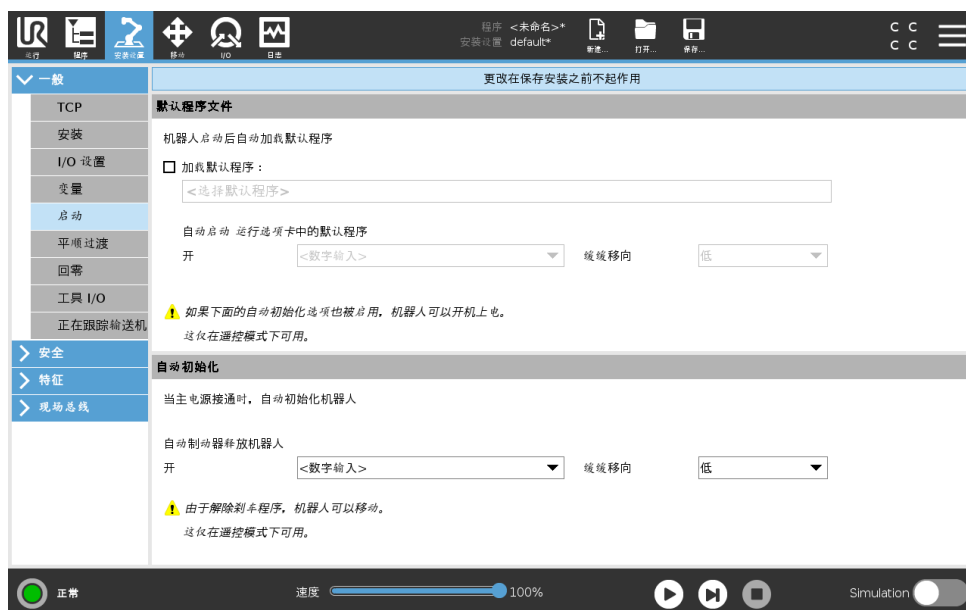 程序 <未命名>*
安装设置 default*
运行 程序 安装设置 移动 I/O 日志 新建... 打开... 保存...
C C
C C
一般
更改在保存安装之前不起作用
TCP
默认程序文件
安装
机器人启动后自动加载默认程序
I/O 设置
加载默认程序：
变量
<选择默认程序>
启动
自动启动 运行选项卡中的默认程序
平顺过渡
开 <数字输入> 缓缓移向 低
回零
工具 I/O
如果下面的自动初始化选项也被启用，机器人可以开机上电。
正在跟踪输送机
这仅在遥控模式下可用。
安全
自动初始化
特征
当主电源接通时，自动初始化机器人
现场总线
自动制动器释放机器人
开 <数字输入> 缓缓移向 低
由于解除刹车程序，机器人可以移动。
这仅在遥控模式下可用。
正常 速度 100% Simulation